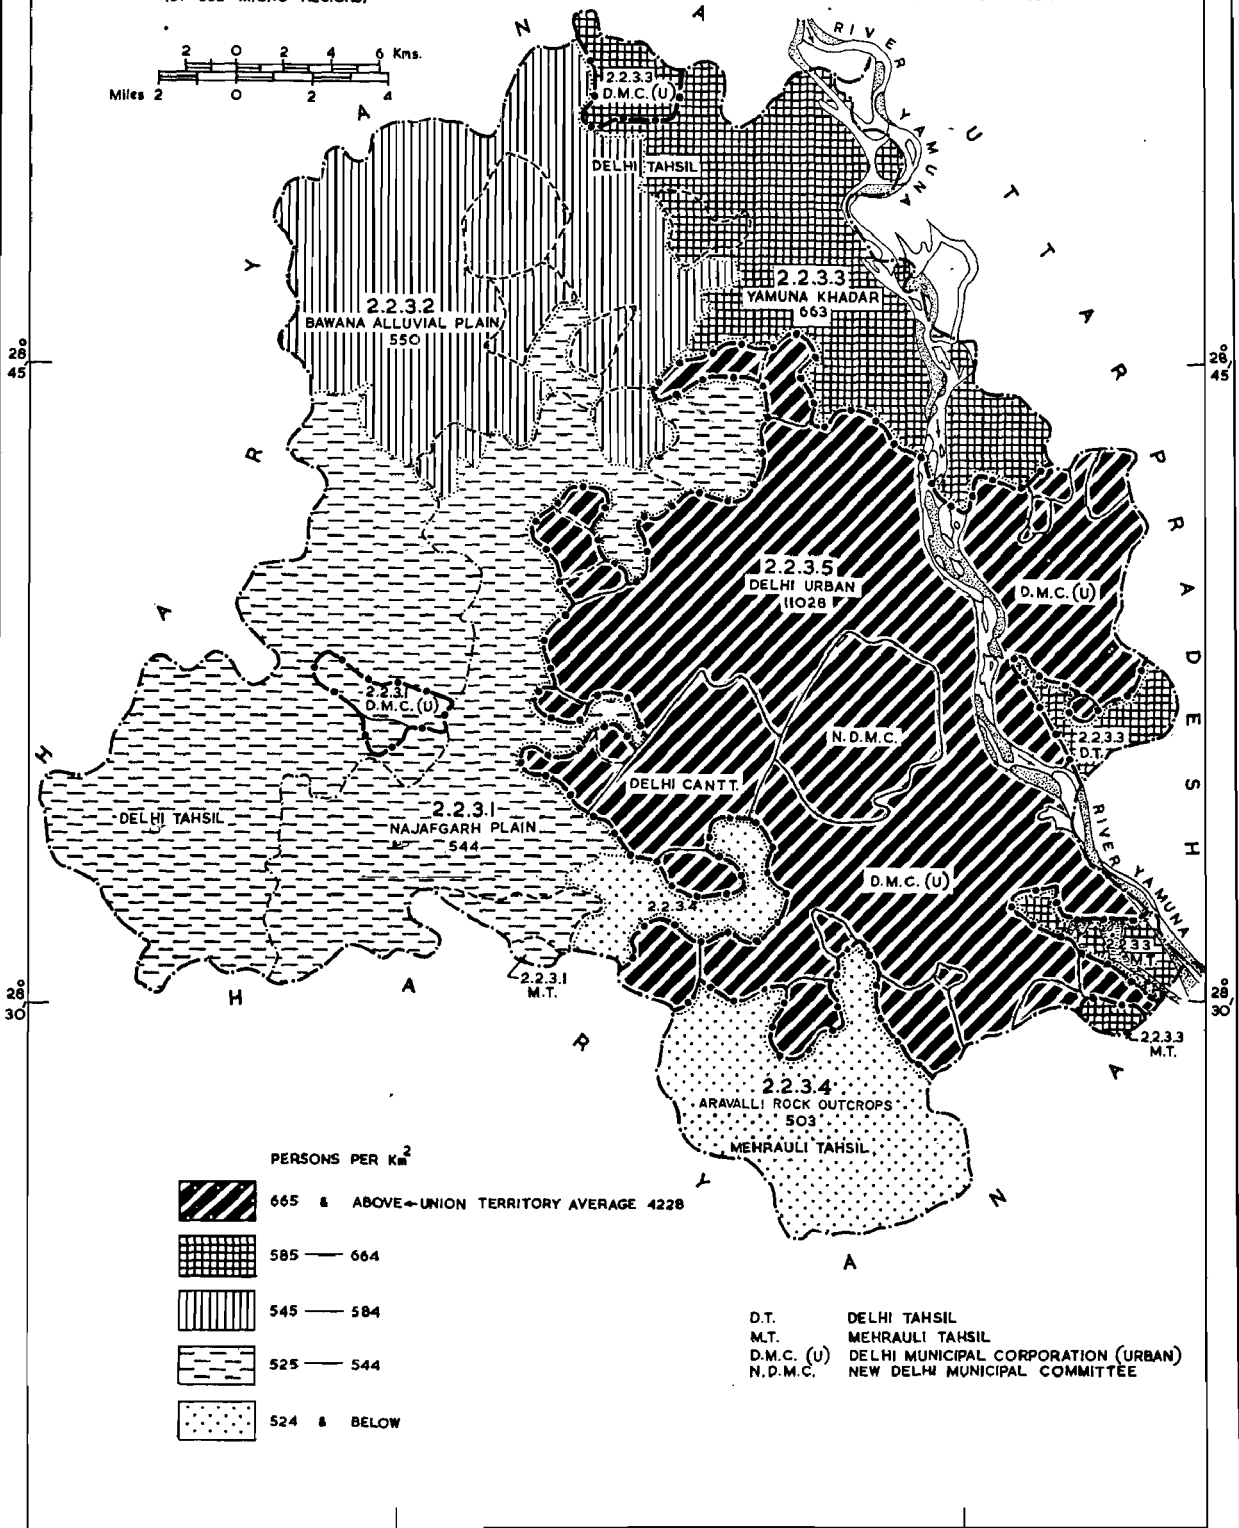 2 0 2 4 6 Kms.
Miles 2 0 2 4
H A R Y A N A
U T T A R P R A D E S H
H A R Y A N A
RIVER YAMUNA
2.2.3.3
D.M.C.(U)
DELHI TAHSIL
2.2.3.3
YAMUNA KHADAR
663
2.2.3.2
BAWANA ALLUVIAL PLAIN
550
28°
45'
28°
45'
2.2.3.5
DELHI URBAN
11028
D.M.C.(U)
2.2.3.1
D.M.C.(U)
N.D.M.C.
2.2.3.3
D.T.
DELHI CANTT.
DELHI TAHSIL
2.2.3.1
NAJAFGARH PLAIN
544
RIVER YAMUNA
D.M.C.(U)
2.2.3.4
2.2.3.3
M.T.
2.2.3.1
M.T.
28°
30'
28°
30'
2.2.3.3
M.T.
2.2.3.4
ARAVALLI ROCK OUTCROPS
503
MEHRAULI TAHSIL
PERSONS PER Km2
665 & ABOVE←UNION TERRITORY AVERAGE 4228
585 — 664
545 — 584
525 — 544
524 & BELOW
D.T. DELHI TAHSIL
M.T. MEHRAULI TAHSIL
D.M.C. (U) DELHI MUNICIPAL CORPORATION (URBAN)
N.D.M.C. NEW DELHI MUNICIPAL COMMITTEE